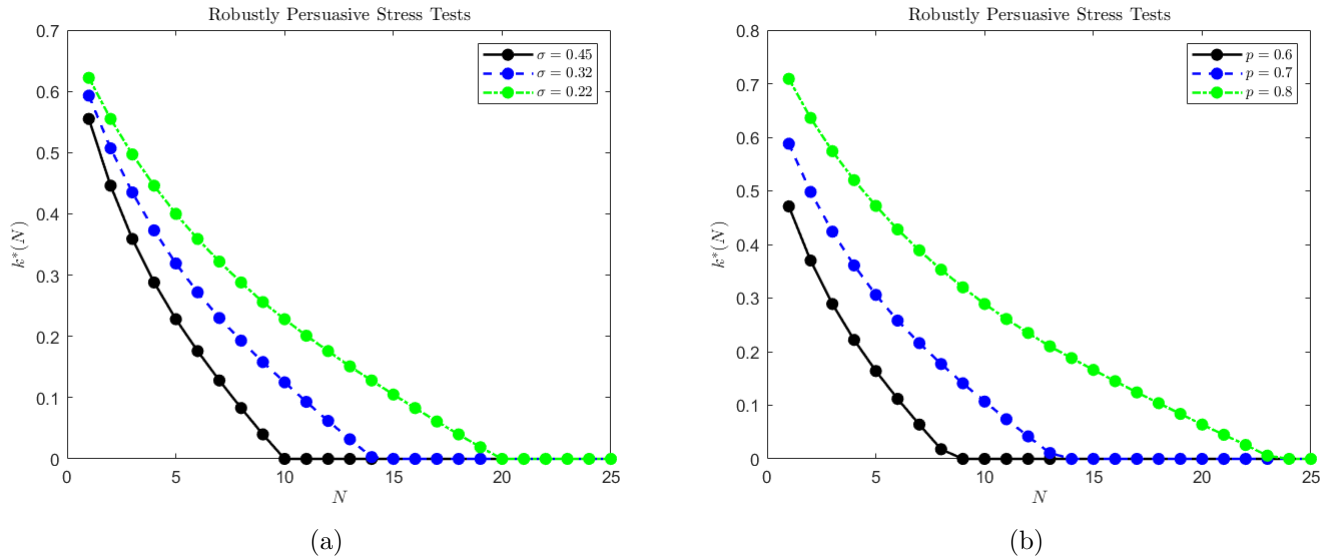 Robustly Persuasive Stress Tests
0.7
0.6
0.5
0.4
0.3
0.2
0.1
0
k*(N)
σ = 0.45
σ = 0.32
σ = 0.22
0 5 10 15 20 25
N
(a)
Robustly Persuasive Stress Tests
0.8
0.7
0.6
0.5
0.4
0.3
0.2
0.1
0
k*(N)
p = 0.6
p = 0.7
p = 0.8
0 5 10 15 20 25
N
(b)